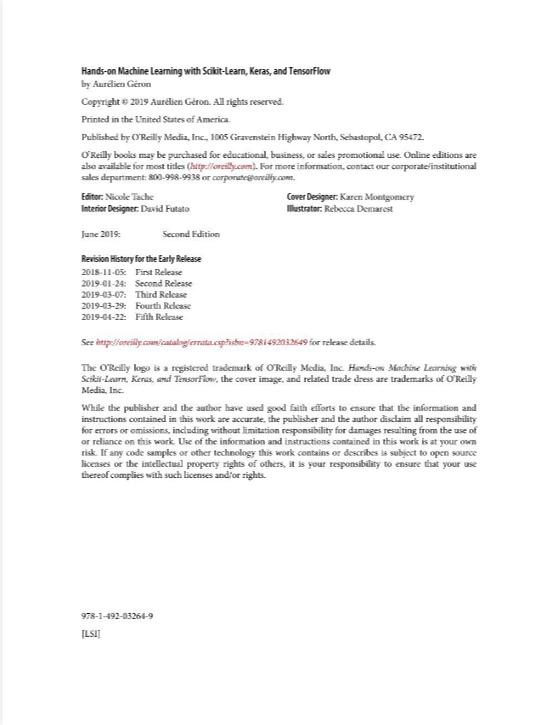 Hands-on Machine Learning with Scikit-Learn, Keras, and TensorFlow
by Aurélien Géron
Copyright © 2019 Aurélien Géron. All rights reserved.
Printed in the United States of America.
Published by O'Reilly Media, Inc., 1005 Gravenstein Highway North, Sebastopol, CA 95472.
O'Reilly books may be purchased for educational, business, or sales promotional use. Online editions are
also available for most titles (http://oreilly.com). For more information, contact our corporate/institutional
sales department: 800-998-9938 or corporate@oreilly.com.
Editor: Nicole Tache
Interior Designer: David Futato
Cover Designer: Karen Montgomery
Illustrator: Rebecca Demarest
June 2019: Second Edition
Revision History for the Early Release
2018-11-05: First Release
2019-01-24: Second Release
2019-03-07: Third Release
2019-03-29: Fourth Release
2019-04-22: Fifth Release
See http://oreilly.com/catalog/errata.csp?isbn=9781492032649 for release details.
The O'Reilly logo is a registered trademark of O'Reilly Media, Inc. Hands-on Machine Learning with
Scikit-Learn, Keras, and TensorFlow, the cover image, and related trade dress are trademarks of O'Reilly
Media, Inc.
While the publisher and the author have used good faith efforts to ensure that the information and
instructions contained in this work are accurate, the publisher and the author disclaim all responsibility
for errors or omissions, including without limitation responsibility for damages resulting from the use of
or reliance on this work. Use of the information and instructions contained in this work is at your own
risk. If any code samples or other technology this work contains or describes is subject to open source
licenses or the intellectual property rights of others, it is your responsibility to ensure that your use
thereof complies with such licenses and/or rights.
978-1-492-03264-9
[LSI]